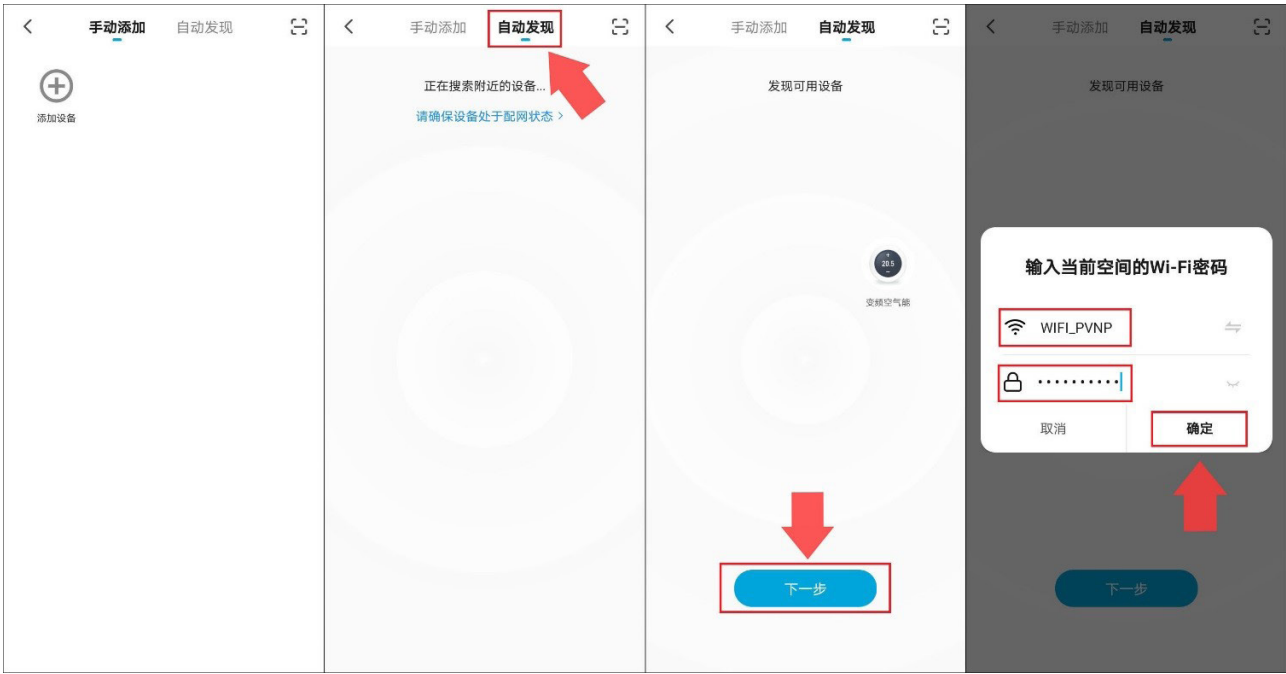 手动添加
自动发现
添加设备
手动添加
自动发现
正在搜索附近的设备...
请确保设备处于配网状态 >
手动添加
自动发现
发现可用设备
20.5
变频空气能
下一步
手动添加
自动发现
发现可用设备
输入当前空间的Wi-Fi密码
WIFI_PVNP
取消
确定
下一步